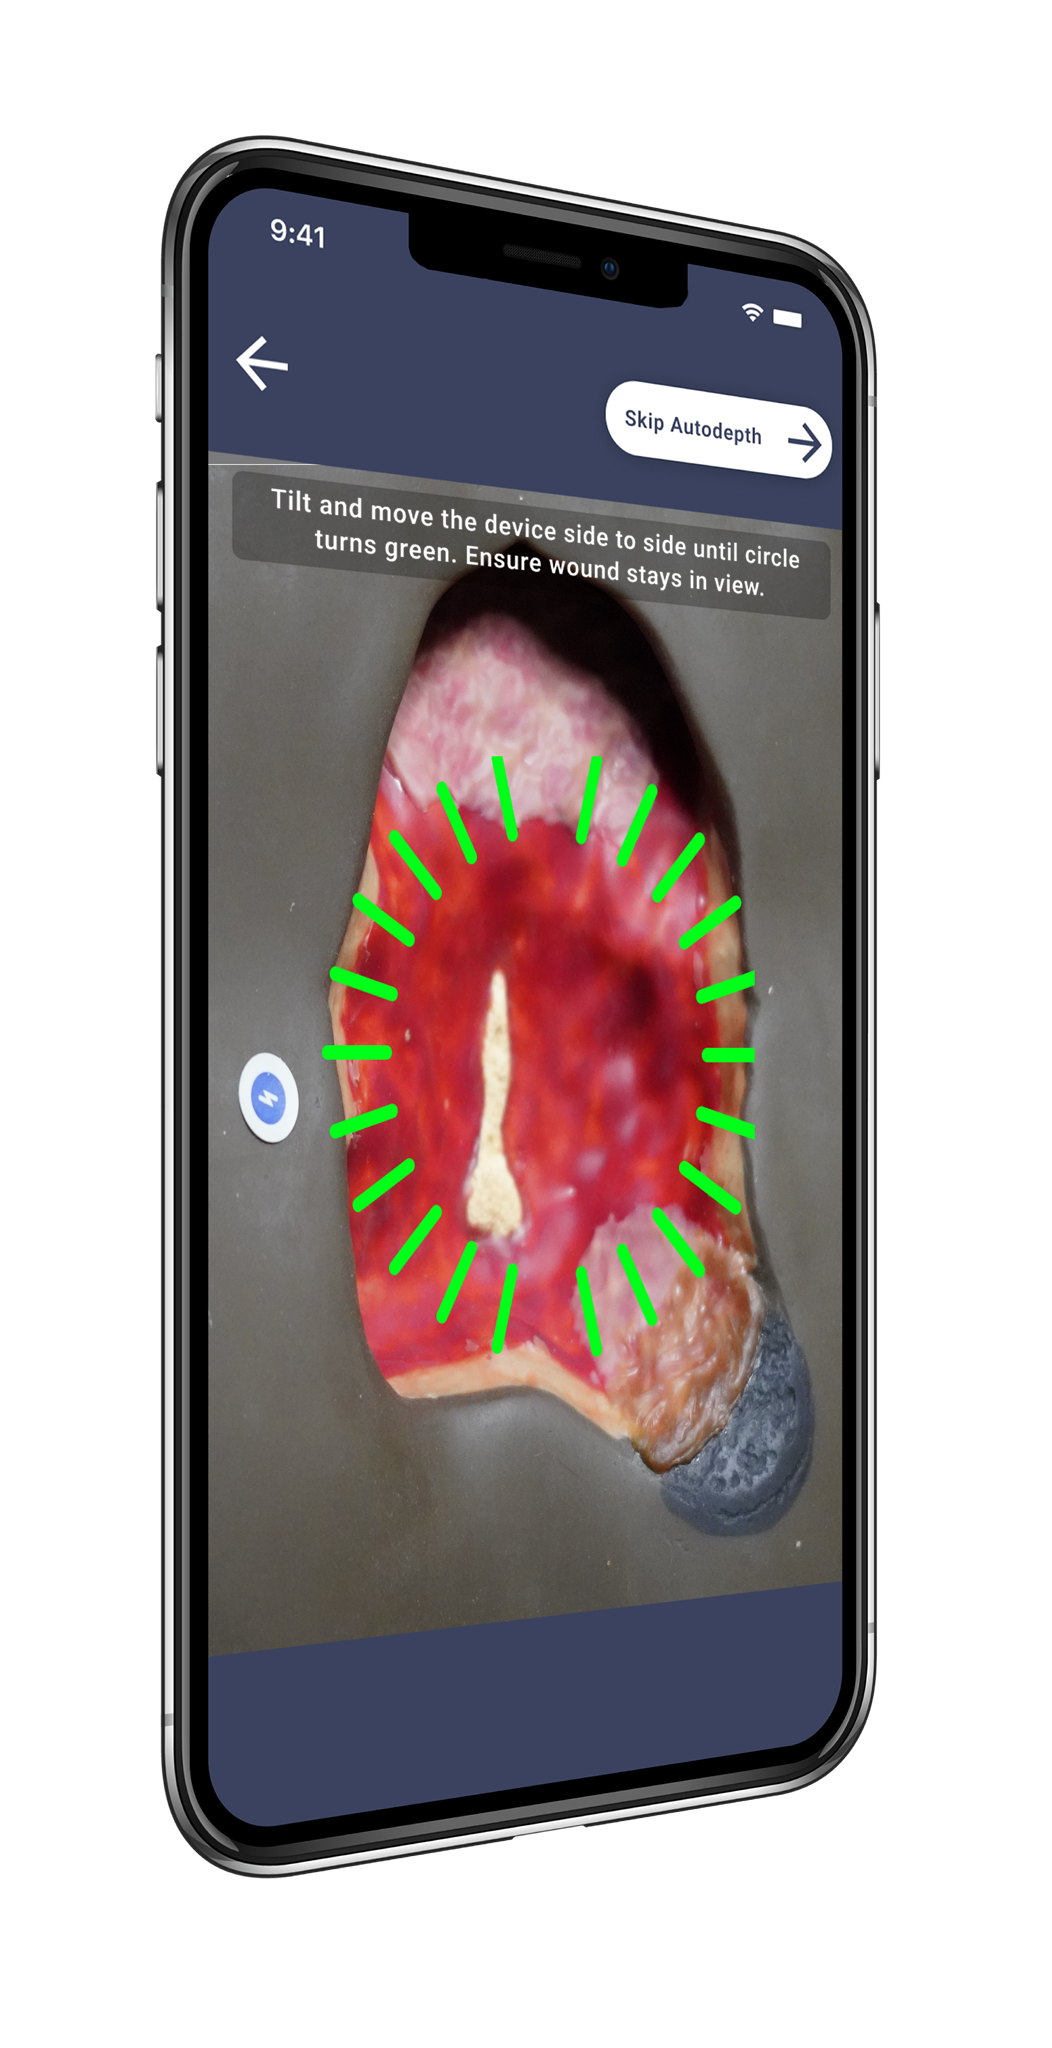 9:41
Skip Autodepth
Tilt and move the device side to side until circle
turns green. Ensure wound stays in view.